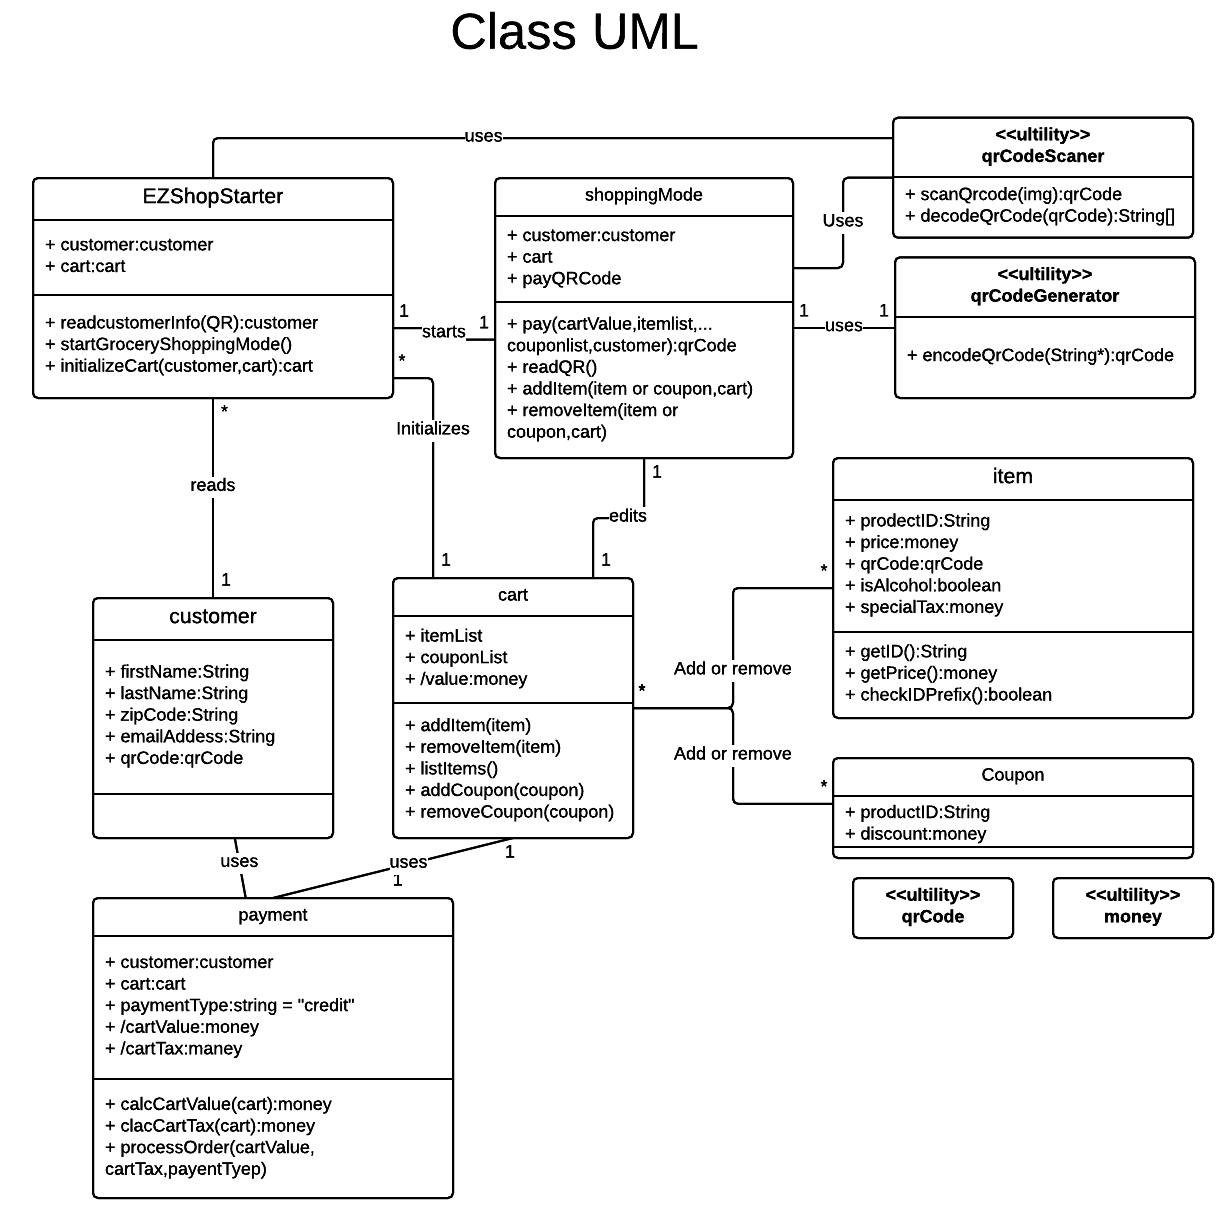 Class UML
uses
<<ultility>>
qrCodeScaner
+ scanQrcode(img):qrCode
+ decodeQrCode(qrCode):String[]
EZShopStarter
+ customer:customer
+ cart:cart
+ readcustomerInfo(QR):customer
+ startGroceryShoppingMode()
+ initializeCart(customer,cart):cart
1
starts
1
*
Initializes
1
*
reads
1
shoppingMode
+ customer:customer
+ cart
+ payQRCode
+ pay(cartValue,itemlist,...
couponlist,customer):qrCode
+ readQR()
+ addItem(item or coupon,cart)
+ removeItem(item or
coupon,cart)
Uses
1
uses
1
<<ultility>>
qrCodeGenerator
+ encodeQrCode(String*):qrCode
1
edits
1
item
+ prodectID:String
+ price:money
+ qrCode:qrCode
+ isAlcohol:boolean
+ specialTax:money
+ getID():String
+ getPrice():money
+ checkIDPrefix():boolean
customer
+ firstName:String
+ lastName:String
+ zipCode:String
+ emailAddess:String
+ qrCode:qrCode
cart
+ itemList
+ couponList
+ /value:money
+ addItem(item)
+ removeItem(item)
+ listItems()
+ addCoupon(coupon)
+ removeCoupon(coupon)
*
Add or remove
*
Add or remove
*
Coupon
+ productID:String
+ discount:money
uses
uses
1
1
<<ultility>>
qrCode
<<ultility>>
money
payment
+ customer:customer
+ cart:cart
+ paymentType:string = "credit"
+ /cartValue:money
+ /cartTax:maney
+ calcCartValue(cart):money
+ clacCartTax(cart):money
+ processOrder(cartValue,
cartTax,payentTyep)